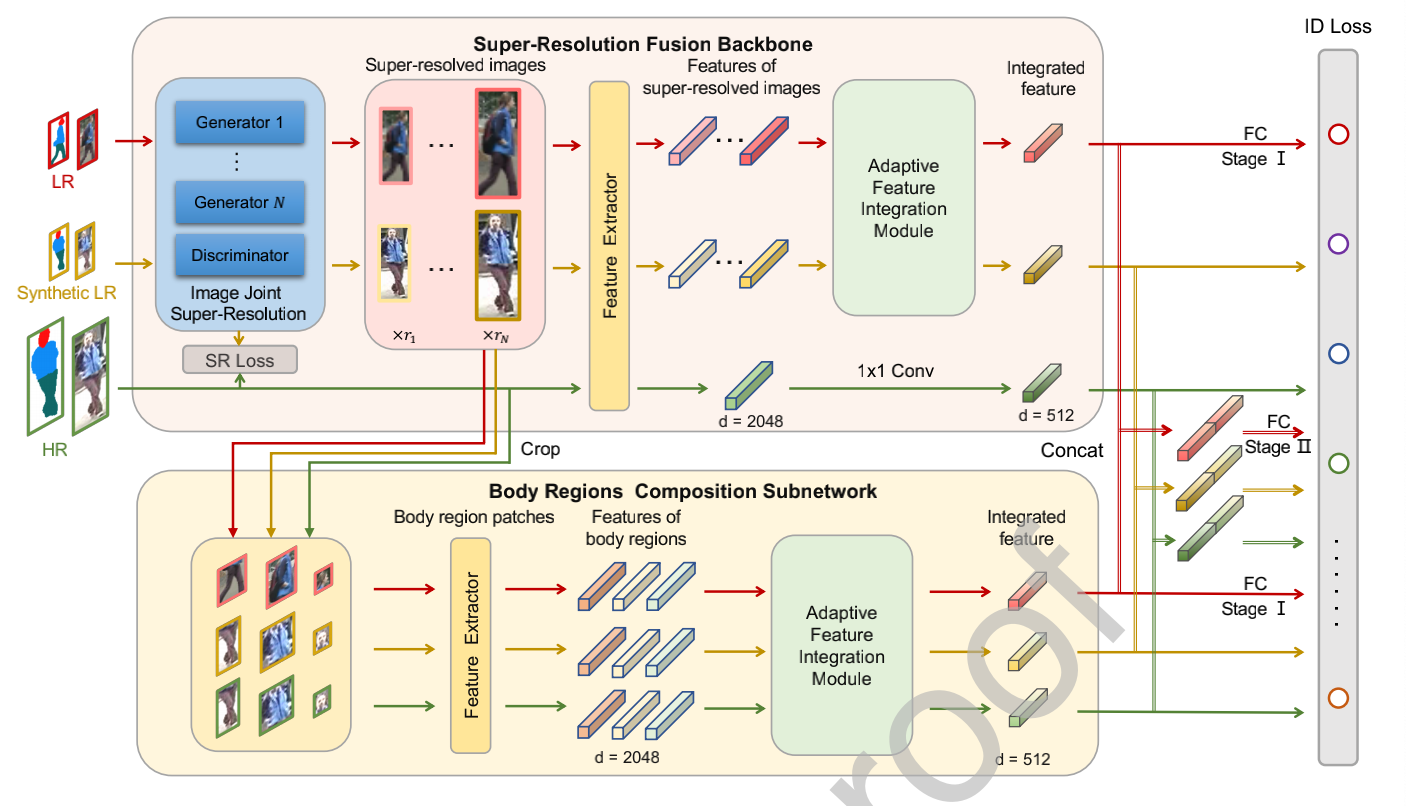 ID Loss
Super-Resolution Fusion Backbone
Super-resolved images
Features of
super-resolved images
Integrated
feature
Generator 1
Generator N
Discriminator
Image Joint
Super-Resolution
LR
Synthetic LR
HR
×r1
×rN
SR Loss
Feature Extractor
Adaptive
Feature
Integration
Module
FC
Stage I
1x1 Conv
d = 2048
d = 512
Crop
Concat
FC
Stage II
Body Regions Composition Subnetwork
Body region patches
Features of
body regions
Integrated
feature
Feature Extractor
Adaptive
Feature
Integration
Module
FC
Stage I
d = 2048
d = 512
roof